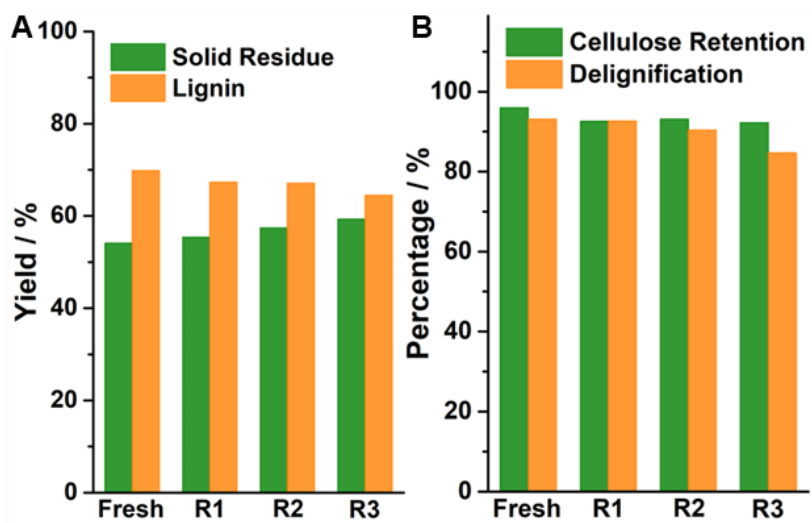 A
Yield / %
100
80
60
40
20
0
Solid Residue
Lignin
Fresh R1 R2 R3
B
Percentage / %
100
80
60
40
20
0
Cellulose Retention
Delignification
Fresh R1 R2 R3